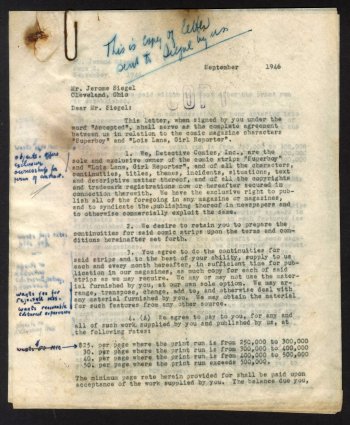 This is copy of letter
sent to Siegel by us
September 1946
Mr. Jerome Siegel
Cleveland, Ohio
Dear Mr. Siegel:
This letter, when signed by you under the
word "Accepted", shall serve as the complete agreement
between us in relation to the comic magazine characters
"Superboy" and "Lois Lane, Girl Reporter".
1. We, Detective Comics, Inc., are the
sole and exclusive owner of the comic strips "Superboy"
and "Lois Lane, Girl Reporter", and of all the characters,
continuities, titles, themes, incidents, situations, text
and descriptive matter thereof, and of all the copyrights
and trademark registrations now or hereafter secured in
connection therewith. We have the exclusive right to pub-
lish all of the foregoing in any magazine or magazines,
and to syndicate the publishing thereof in newspapers and
to otherwise commercially exploit the same.
2. We desire to retain you to prepare the
continuities for said comic strips upon the terms and con-
ditions hereinafter set forth.
3. You agree to do the continuities for
said strips and to the best of your ability, supply to us
each and every month hereafter, in sufficient time for pub-
lication in our magazines, as much copy for each of said
strips as we may require. We may or may not use the mater-
ial furnished by you, at our own sole option. We may ar-
range, transpose, change, add to, and otherwise deal with
any material furnished by you. We may obtain the material
for such features from any other source.
4. (A) We agree to pay to you, for any and
all of such work supplied by you and published by us, at
the following rates:
$25. per page where the print run is from 250,000 to 300,000
30. per page where the print run is from 300,000 to 400,000
40. per page where the print run is from 400,000 to 500,000
50. per page where the print run exceeds 500,000.
The minimum page rate herein provided for shall be paid upon
acceptance of the work supplied by you. The balance due you,
objects
exclusive
ownership for
wants pay for
rejected
wants reasonable
editorial
wants